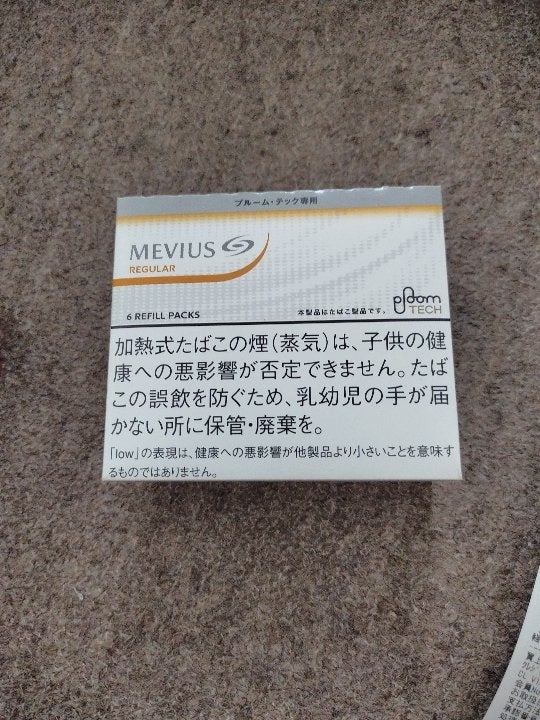 プルーム・テック専用
MEVIUS
REGULAR
6 REFILL PACKS
本製品はたばこ製品です。
ploom
TECH
加熱式たばこの煙(蒸気)は、子供の健
康への悪影響が否定できません。たば
この誤飲を防ぐため、乳幼児の手が届
かない所に保管・廃棄を。
「low」の表現は、健康への悪影響が他製品より小さいことを意味す
るものではありません。
お取扱
支払方